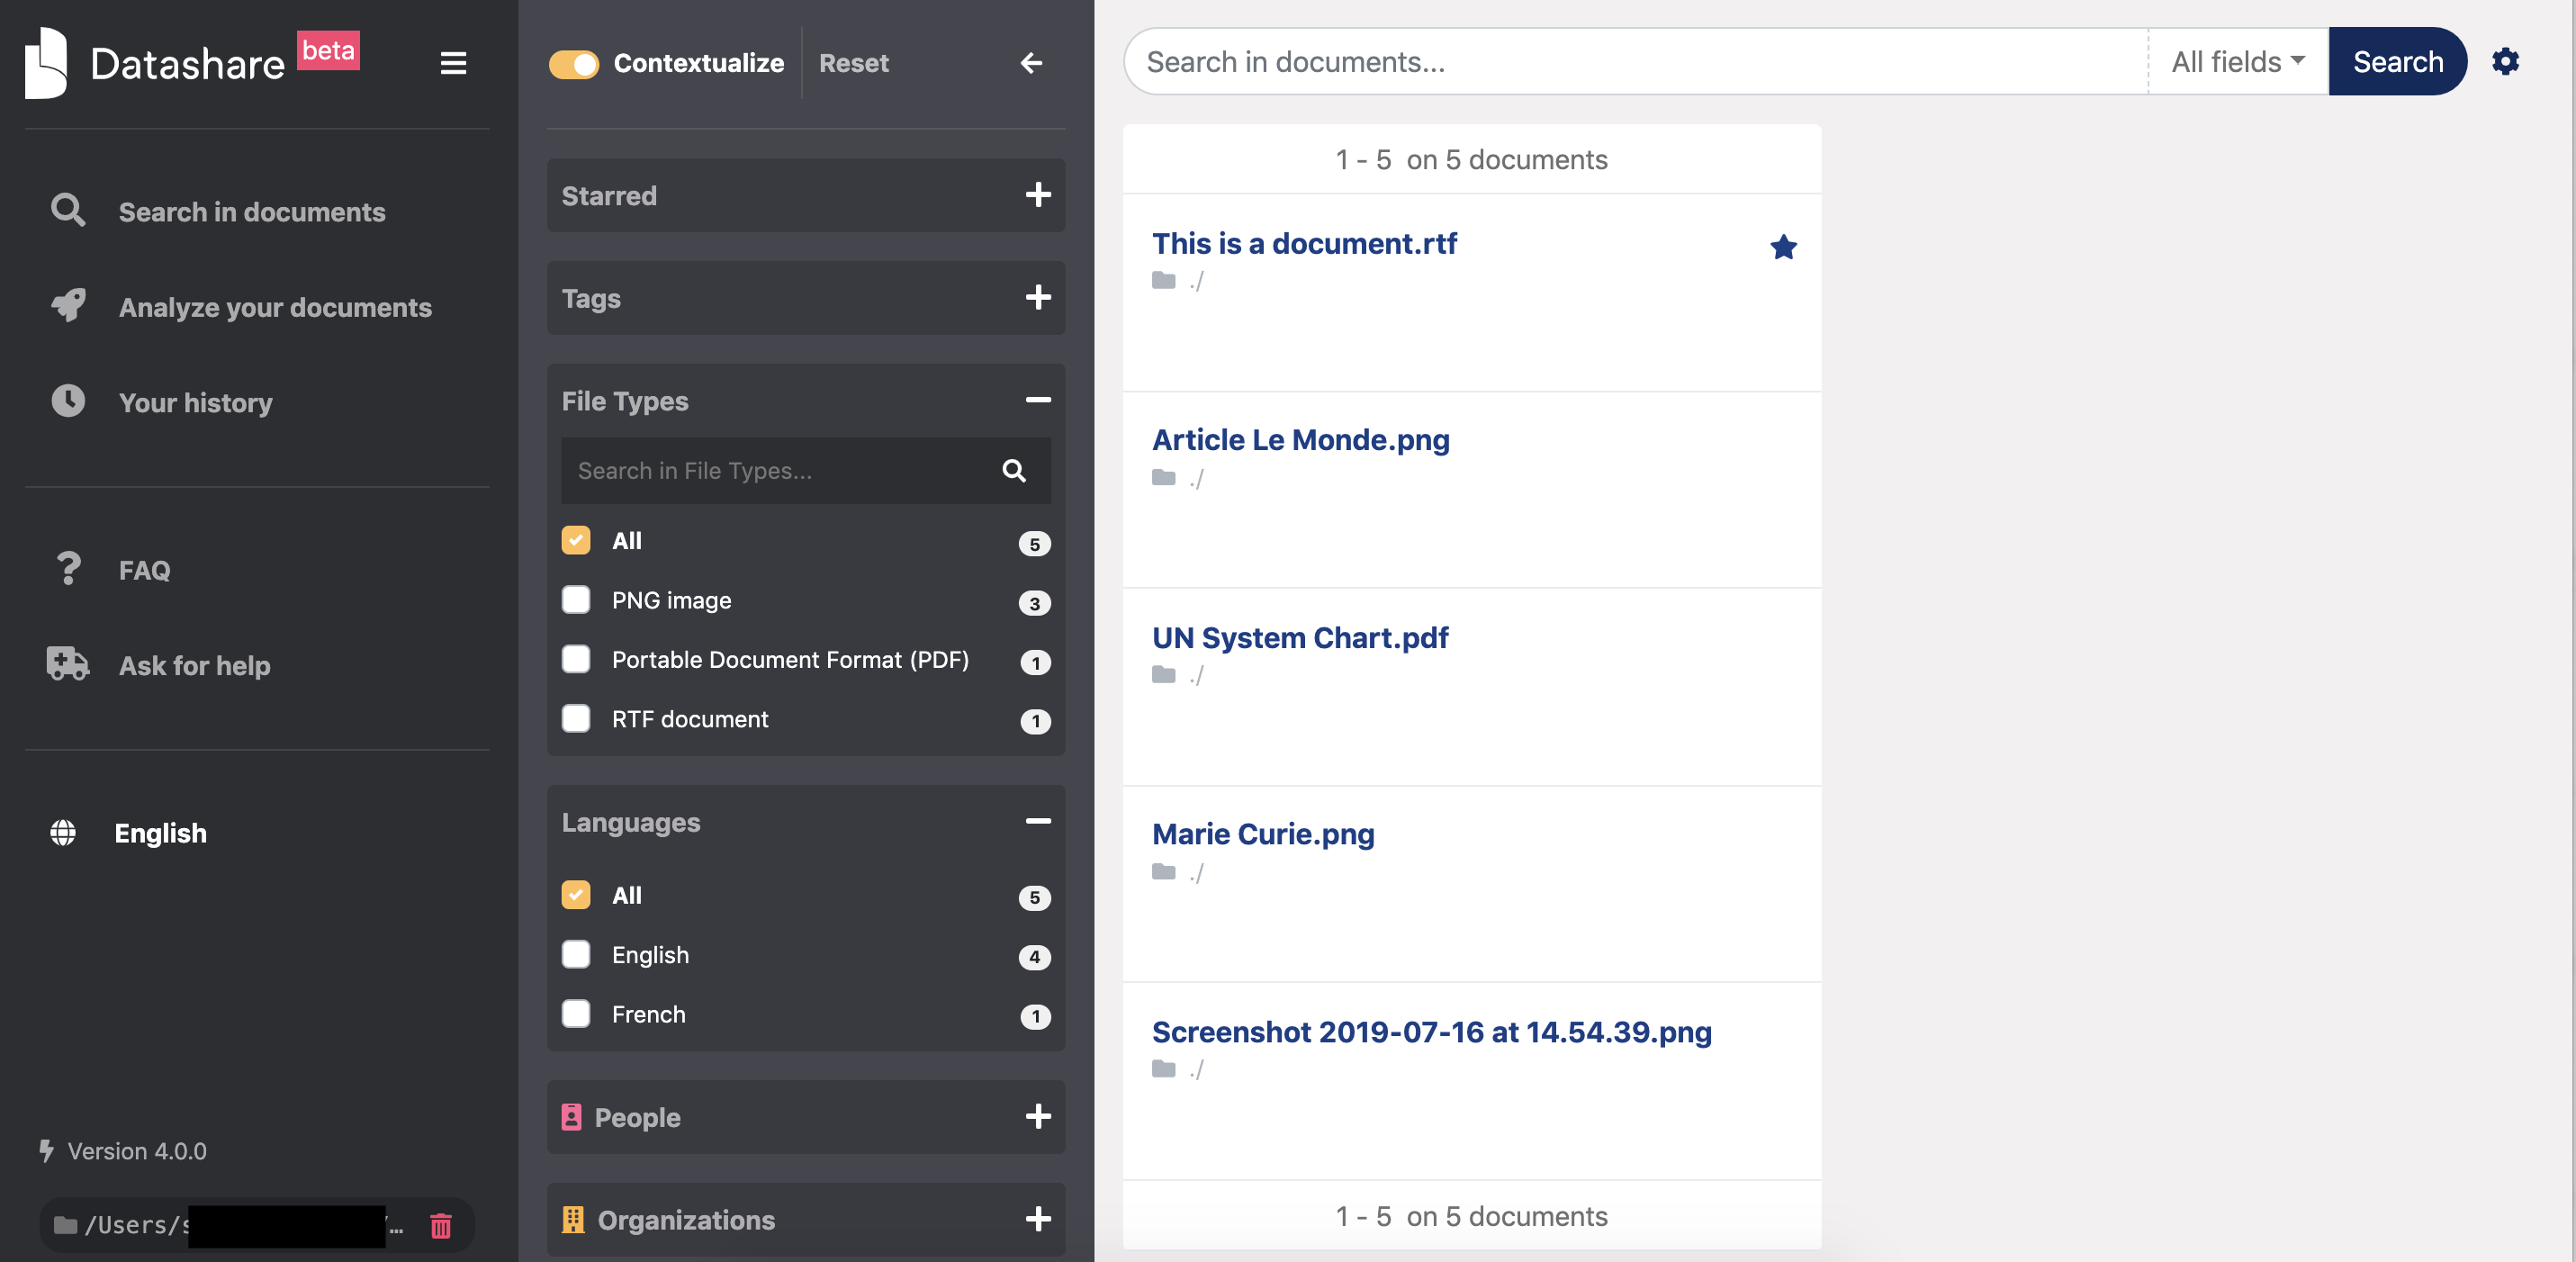 Datashare beta
Search in documents
Analyze your documents
Your history
FAQ
Ask for help
English
Version 4.0.0
/Users/s /…
Contextualize
Reset
Starred
Tags
File Types
Search in File Types...
All 5
PNG image 3
Portable Document Format (PDF) 1
RTF document 1
Languages
All 5
English 4
French 1
People
Organizations
Search in documents...
All fields
Search
1 - 5 on 5 documents
This is a document.rtf
./
Article Le Monde.png
./
UN System Chart.pdf
./
Marie Curie.png
./
Screenshot 2019-07-16 at 14.54.39.png
./
1 - 5 on 5 documents